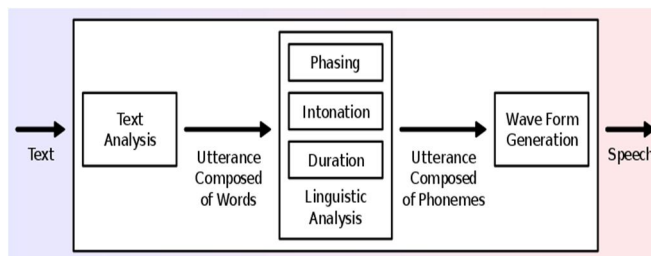 Text
Text
Analysis
Utterance
Composed
of Words
Phasing
Intonation
Duration
Linguistic
Analysis
Utterance
Composed
of Phonemes
Wave Form
Generation
Speech